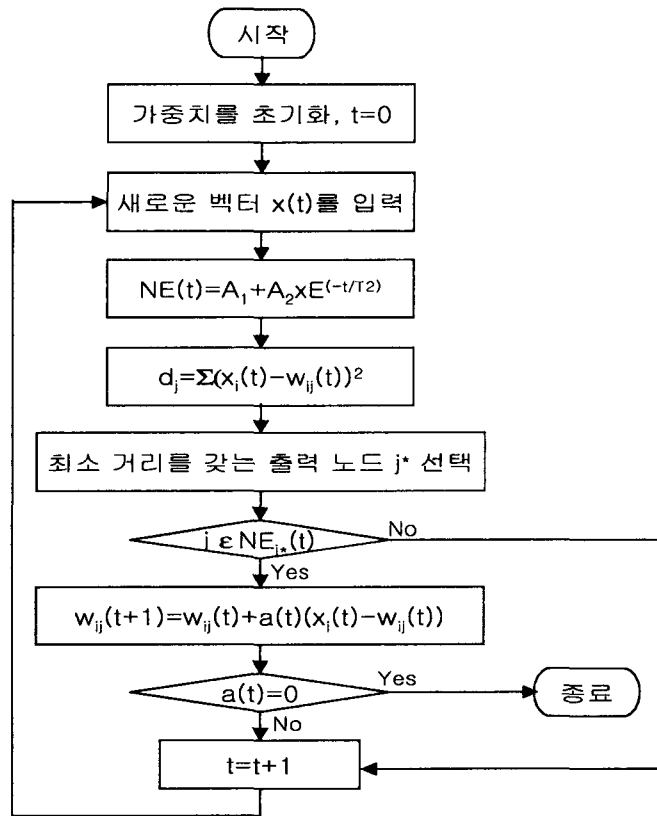 시작
가중치를 초기화, t=0
새로운 벡터 x(t)를 입력
NE(t)=A₁+A₂xE^(-t/T2)
dⱼ=Σ(xᵢ(t)-wᵢⱼ(t))²
최소 거리를 갖는 출력 노드 j* 선택
j ε NEⱼ*(t)
No
Yes
wᵢⱼ(t+1)=wᵢⱼ(t)+a(t)(xᵢ(t)-wᵢⱼ(t))
a(t)=0
Yes
종료
No
t=t+1